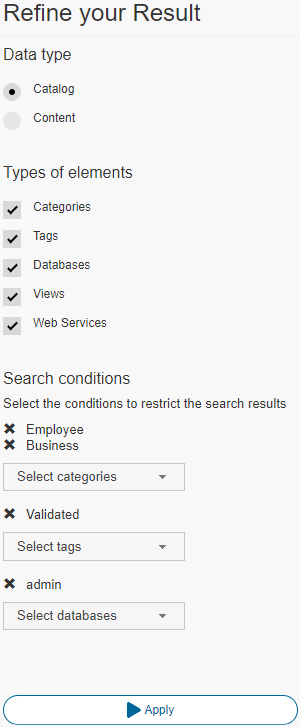 Refine your Result
Data type
Catalog
Content
Types of elements
Categories
Tags
Databases
Views
Web Services
Search conditions
Select the conditions to restrict the search results
Employee
Business
Select categories
Validated
Select tags
admin
Select databases
Apply